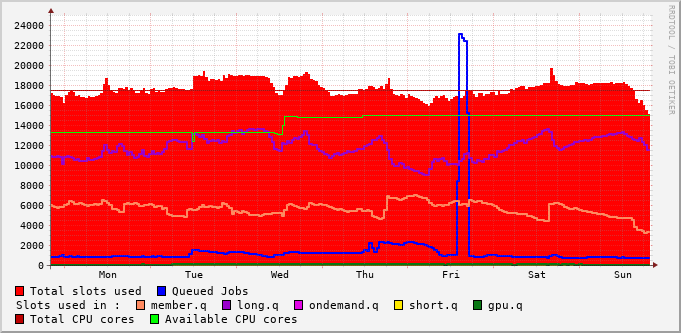 24000
22000
20000
18000
16000
14000
12000
10000
8000
6000
4000
2000
0
Mon Tue Wed Thu Fri Sat Sun
RRDTOOL / TOBI OETIKER
Total slots used Queued Jobs
Slots used in : member.q long.q ondemand.q short.q gpu.q
Total CPU cores Available CPU cores